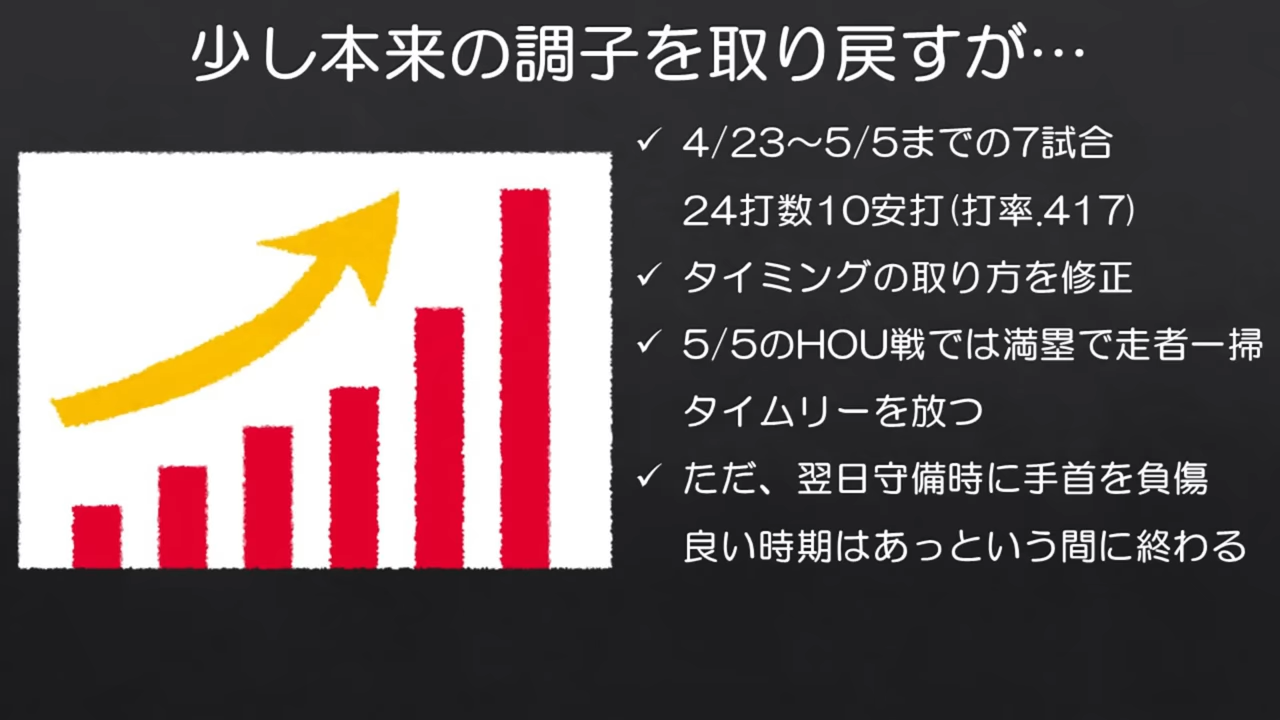 少し本来の調子を取り戻すが…
✓ 4/23～5/5までの7試合
24打数10安打(打率.417)
✓ タイミングの取り方を修正
✓ 5/5のHOU戦では満塁で走者一掃
タイムリーを放つ
✓ ただ、翌日守備時に手首を負傷
良い時期はあっという間に終わる